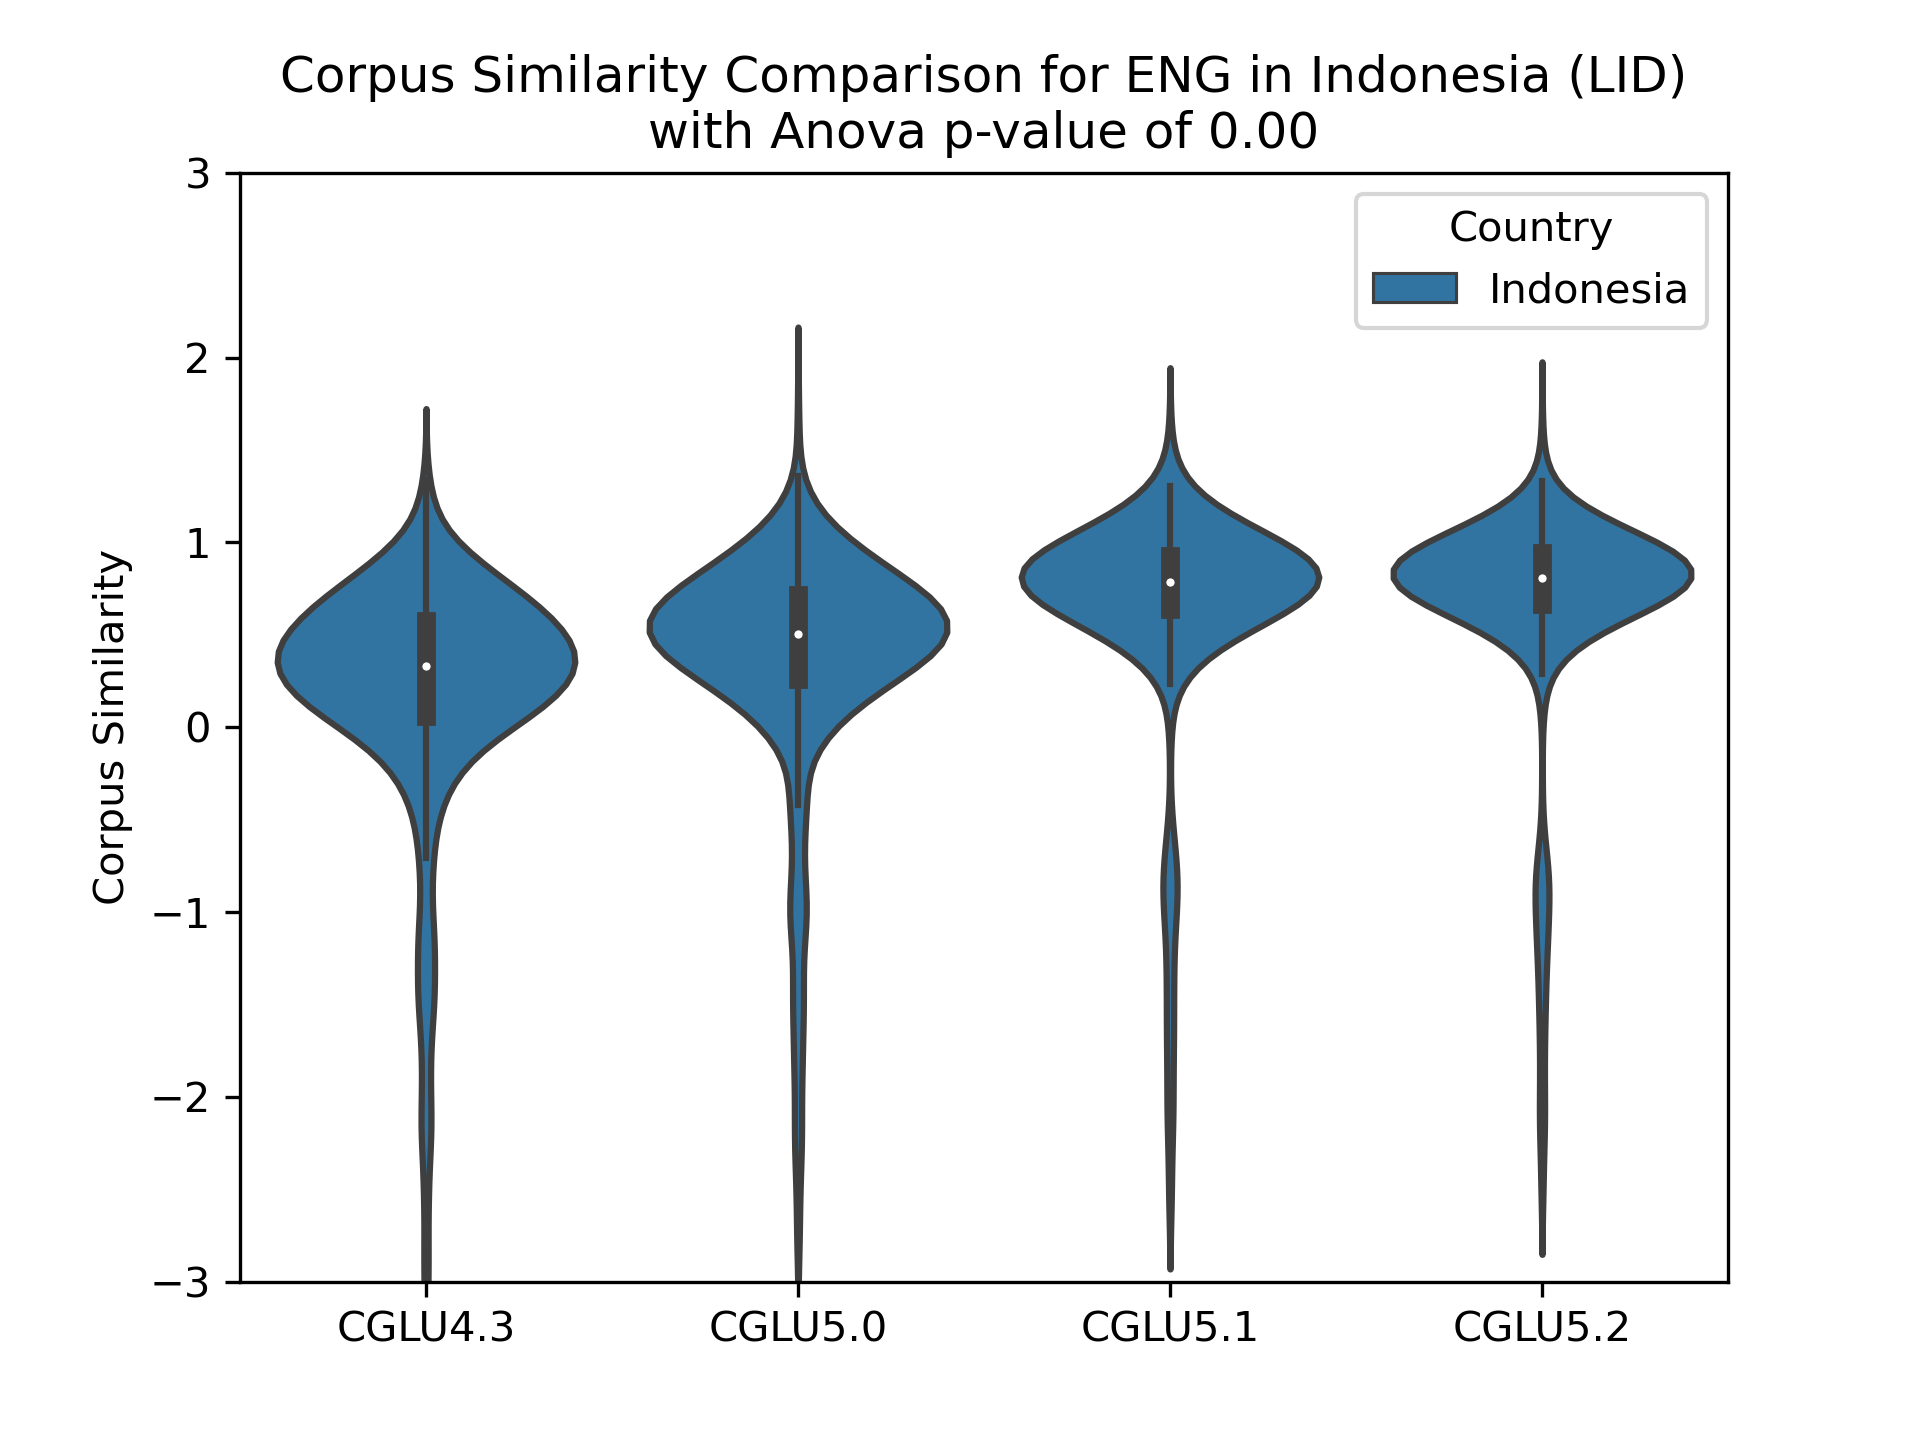 Corpus Similarity Comparison for ENG in Indonesia (LID)
with Anova p-value of 0.00
Country
Indonesia
Corpus Similarity
3
2
1
0
−1
−2
−3
CGLU4.3
CGLU5.0
CGLU5.1
CGLU5.2